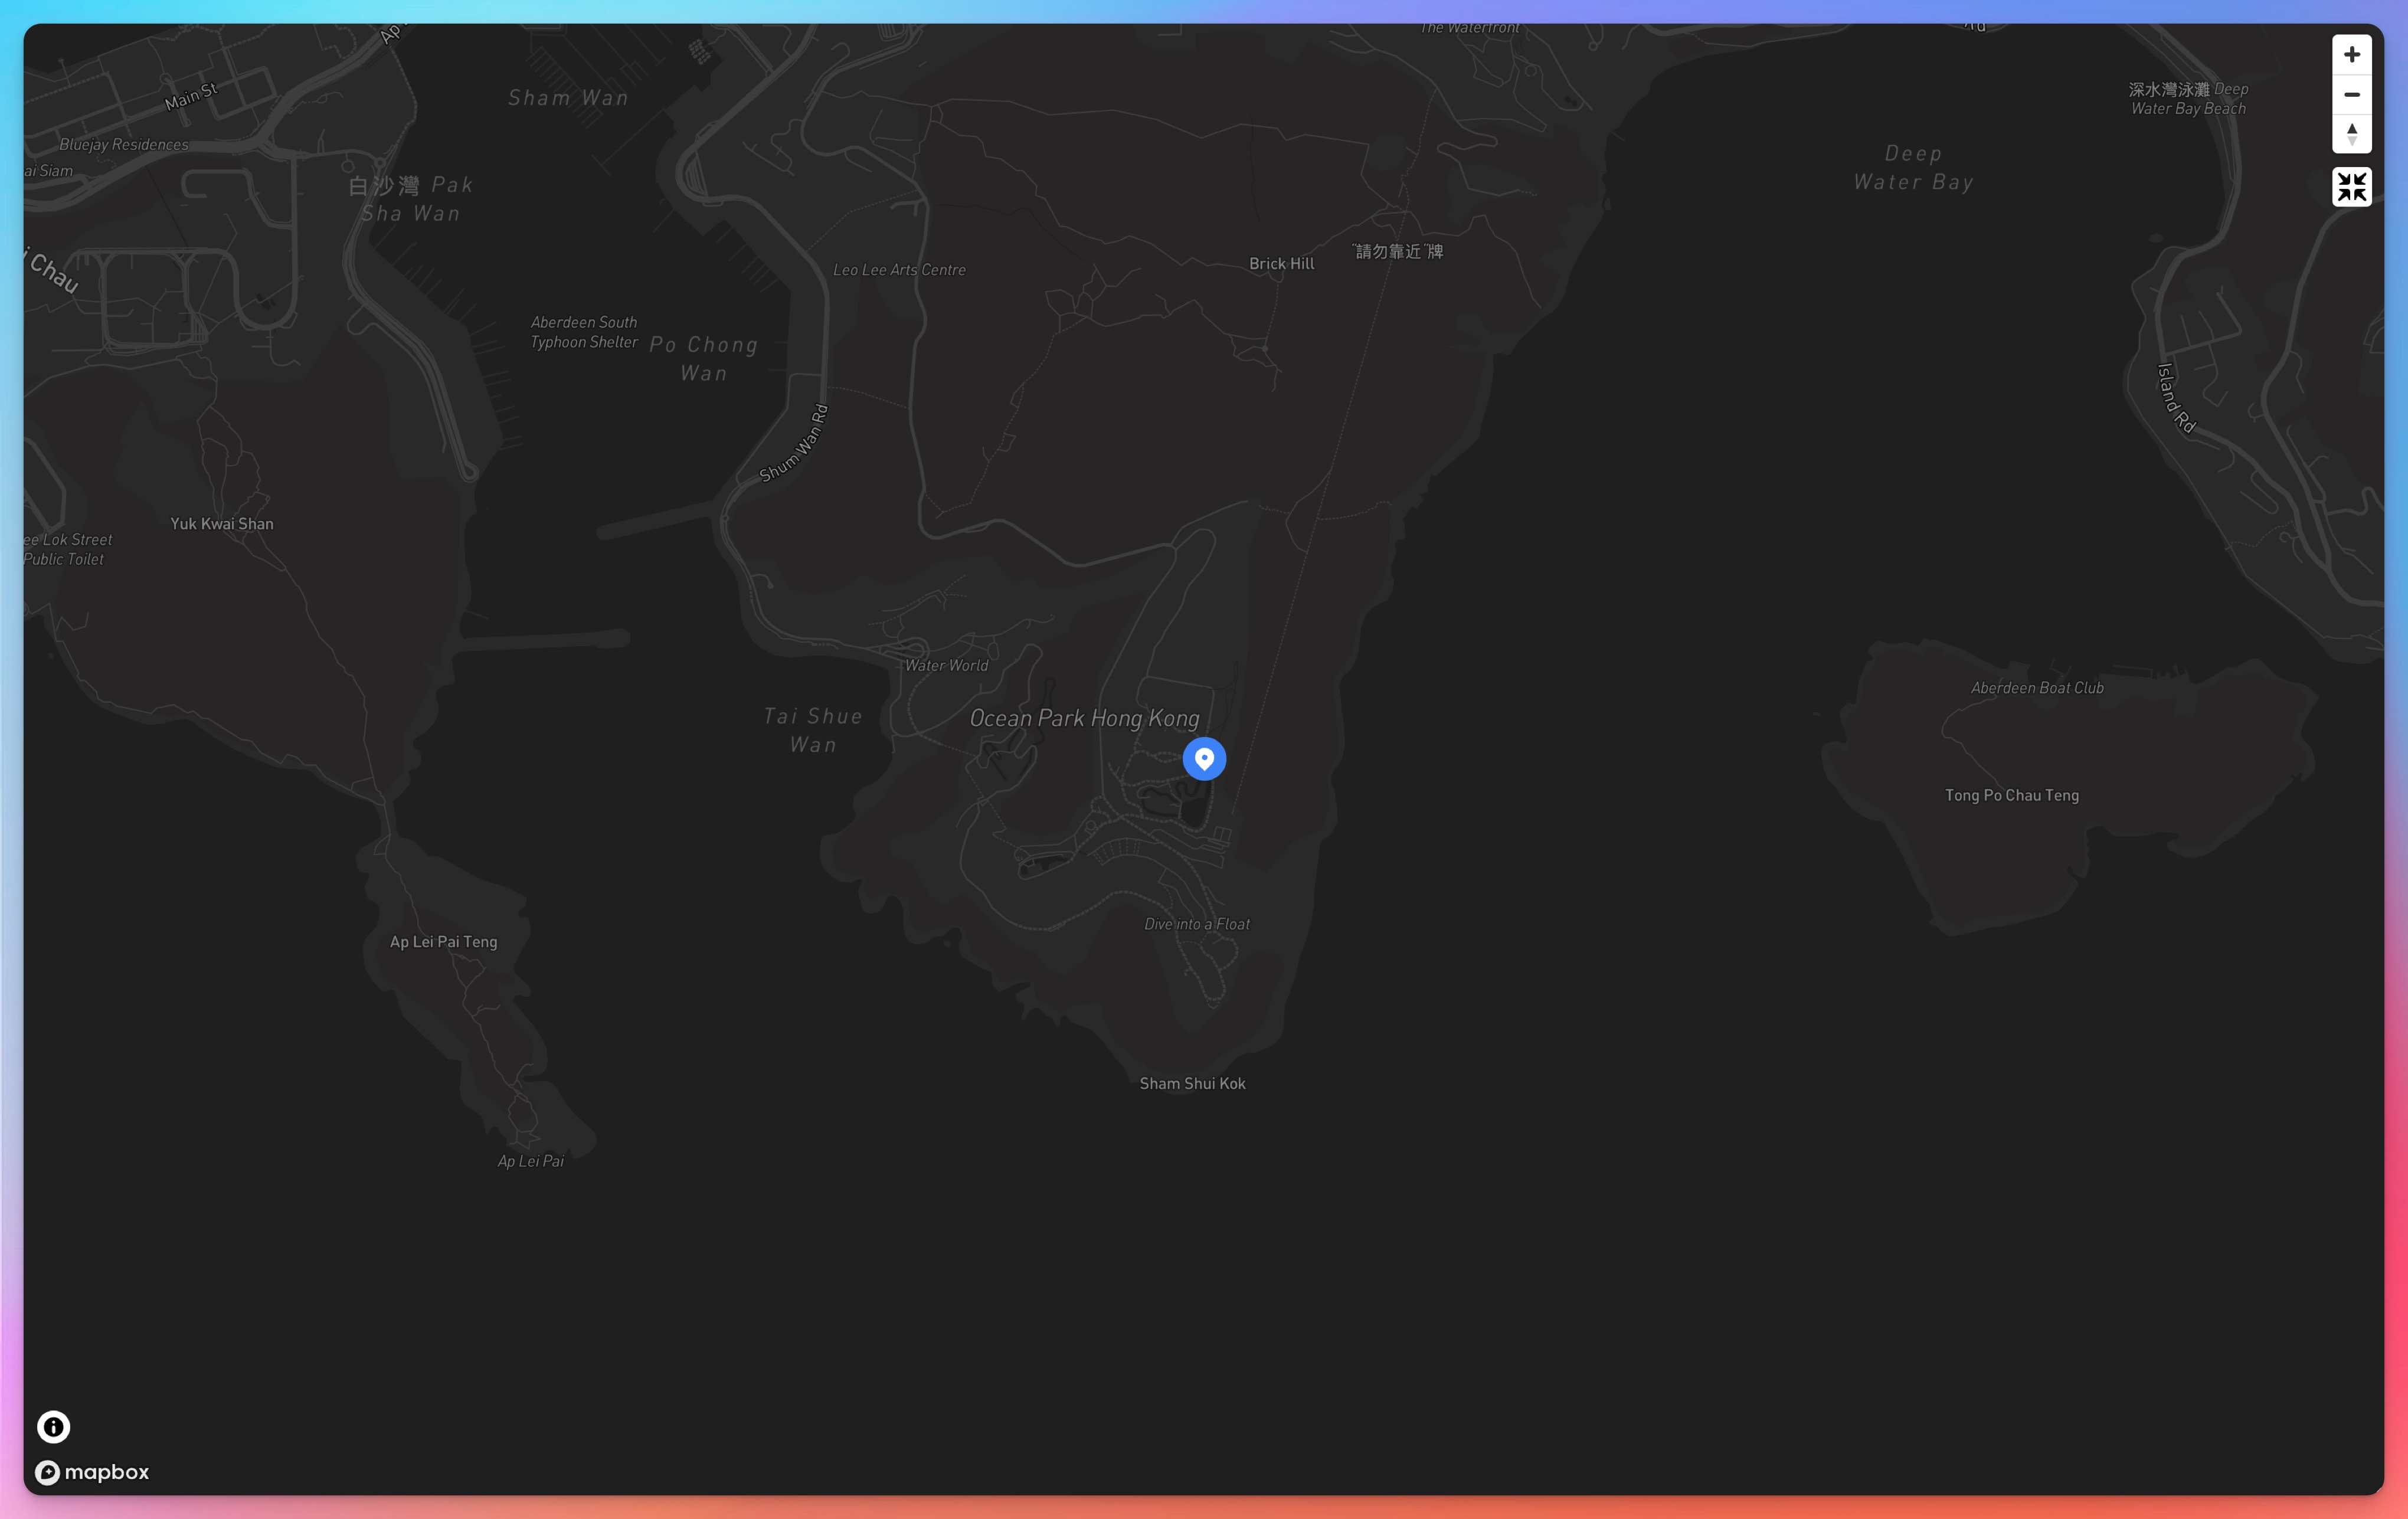 The Waterfront
Main St
Sham Wan
深水灣泳灘 Deep
Water Bay Beach
Bluejay Residences
ai Siam
Deep
Water Bay
白沙灣 Pak
Sha Wan
i Chau
Leo Lee Arts Centre
Brick Hill
"請勿靠近"牌
Aberdeen South
Typhoon Shelter
Po Chong
Wan
Island Rd
Shum Wan Rd
Yuk Kwai Shan
ee Lok Street
Public Toilet
Water World
Aberdeen Boat Club
Tai Shue
Wan
Ocean Park Hong Kong
Tong Po Chau Teng
Dive into a Float
Ap Lei Pai Teng
Sham Shui Kok
Ap Lei Pai
mapbox